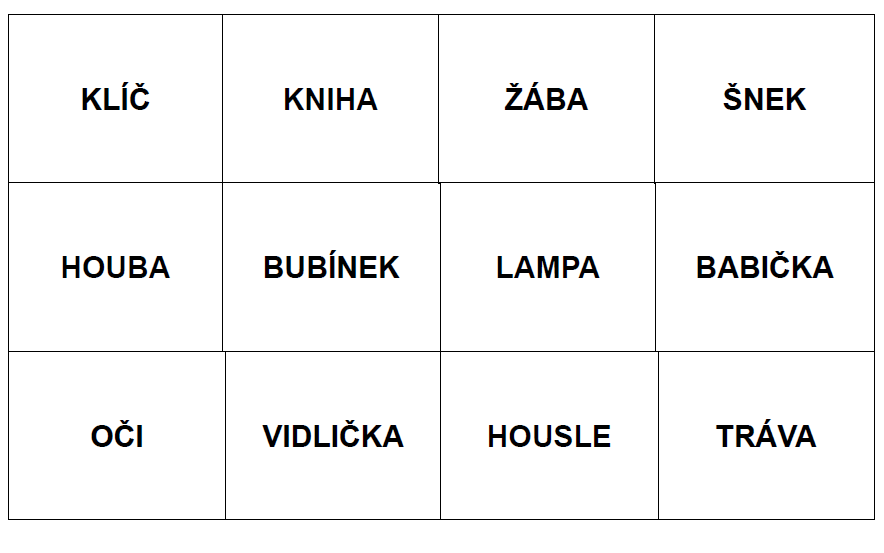 KLÍČ KNIHA ŽÁBA ŠNEK
HOUBA BUBÍNEK LAMPA BABIČKA
OČI VIDLIČKA HOUSLE TRÁVA